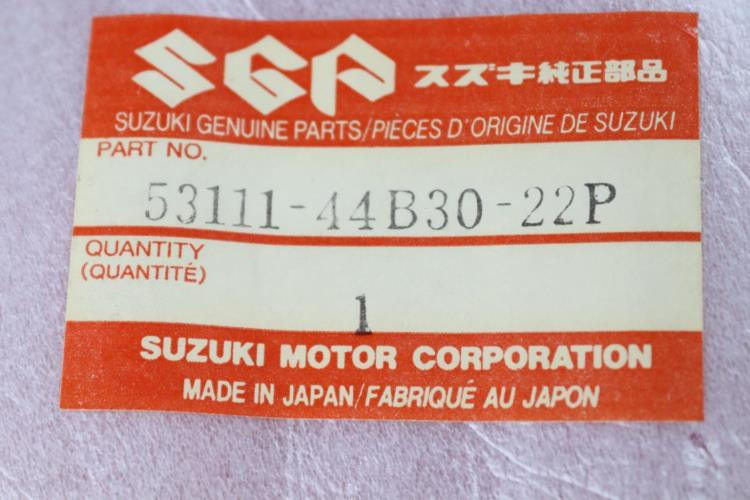 SGP スズキ純正部品
SUZUKI GENUINE PARTS/PIÈCES D'ORIGINE DE SUZUKI
PART NO.
53111-44B30-22P
QUANTITY
(QUANTITÉ)
1
SUZUKI MOTOR CORPORATION
MADE IN JAPAN/FABRIQUÉ AU JAPON